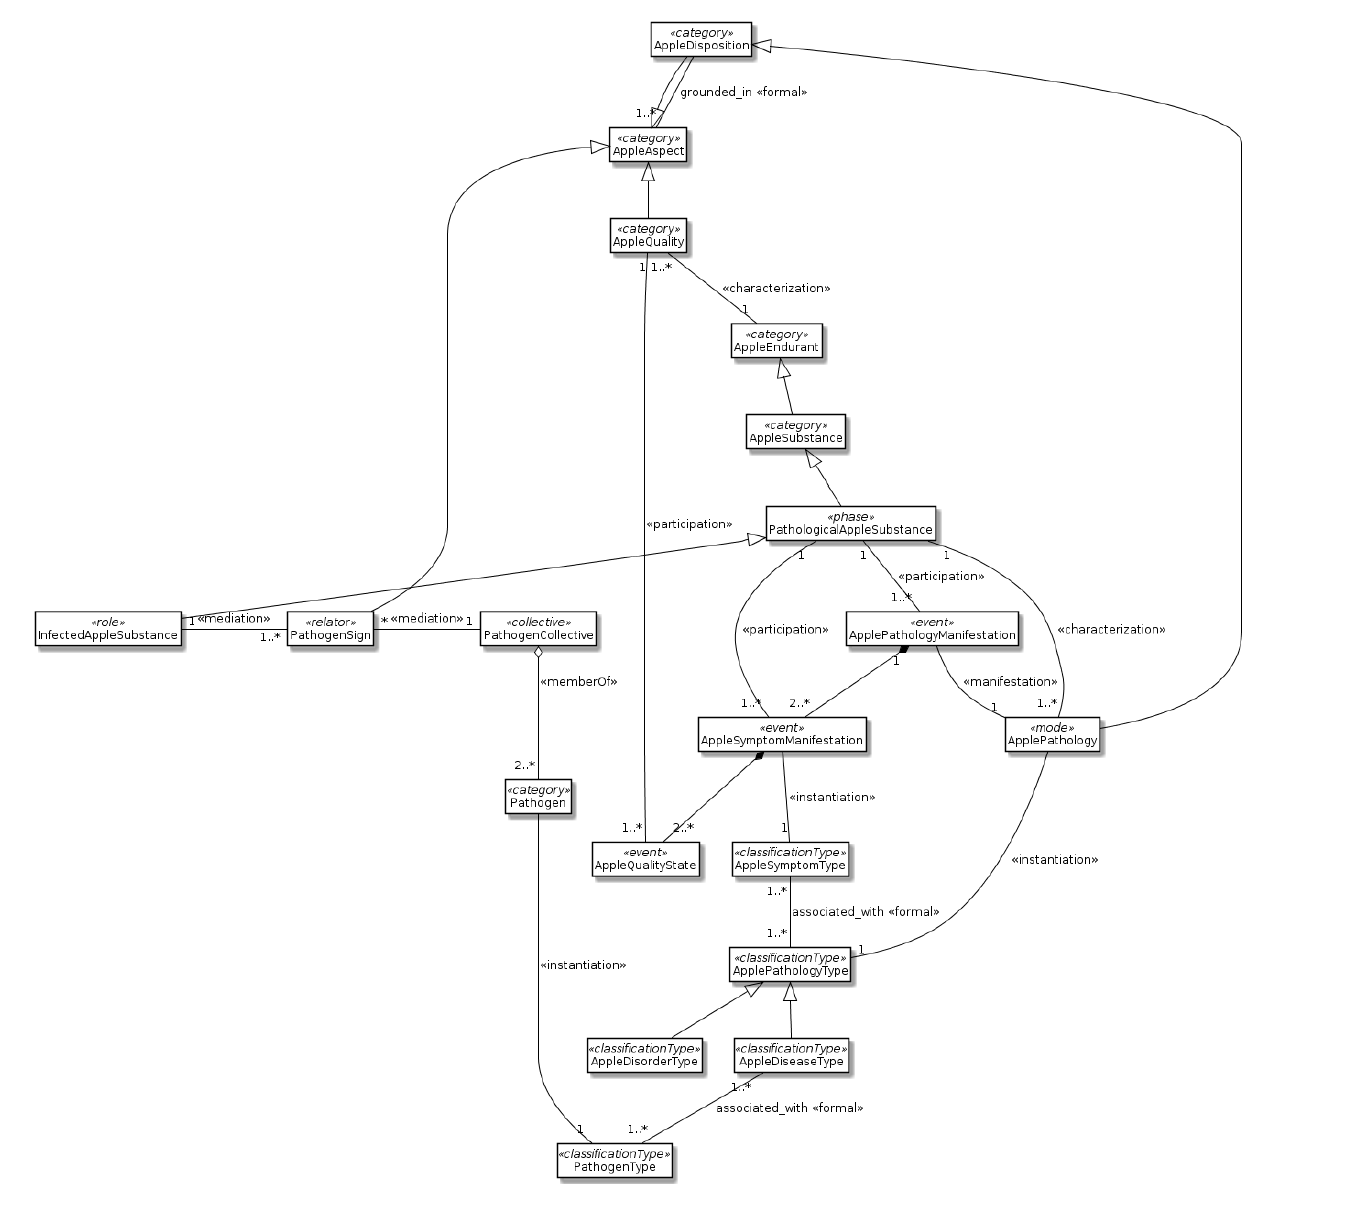 «category»
AppleDisposition
grounded_in «formal»
1..*
«category»
AppleAspect
«category»
AppleQuality
1 1..*
«characterization»
1
«category»
AppleEndurant
«category»
AppleSubstance
«phase»
PathologicalAppleSubstance
«participation»
1
1
1
«participation»
1..*
«role»
InfectedAppleSubstance
1 «mediation»
1..*
«relator»
PathogenSign
* «mediation» 1
«collective»
PathogenCollective
«participation»
«event»
ApplePathologyManifestation
«characterization»
1
«memberOf»
«manifestation»
1..*
2..*
1
1..*
«event»
AppleSymptomManifestation
«mode»
ApplePathology
2..*
«category»
Pathogen
«instantiation»
1..*
2..*
1
«event»
AppleQualityState
«classificationType»
AppleSymptomType
«instantiation»
1..*
associated_with «formal»
1..*
1
«classificationType»
ApplePathologyType
«instantiation»
«classificationType»
AppleDisorderType
«classificationType»
AppleDiseaseType
1..*
associated_with «formal»
1
1..*
«classificationType»
PathogenType